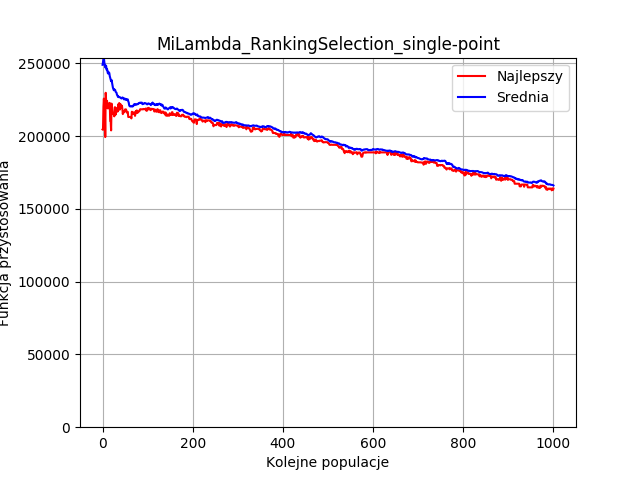 MiLambda_RankingSelection_single-point
250000
200000
150000
100000
50000
0
Funkcja przystosowania
Najlepszy
Srednia
0 200 400 600 800 1000
Kolejne populacje